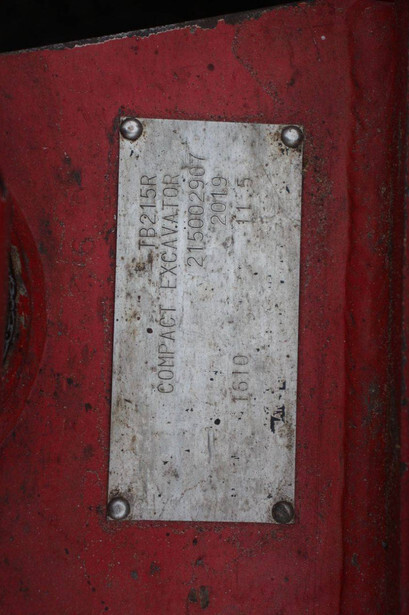 TB215R
COMPACT EXCAVATOR
215002907
2019
1610 11.5